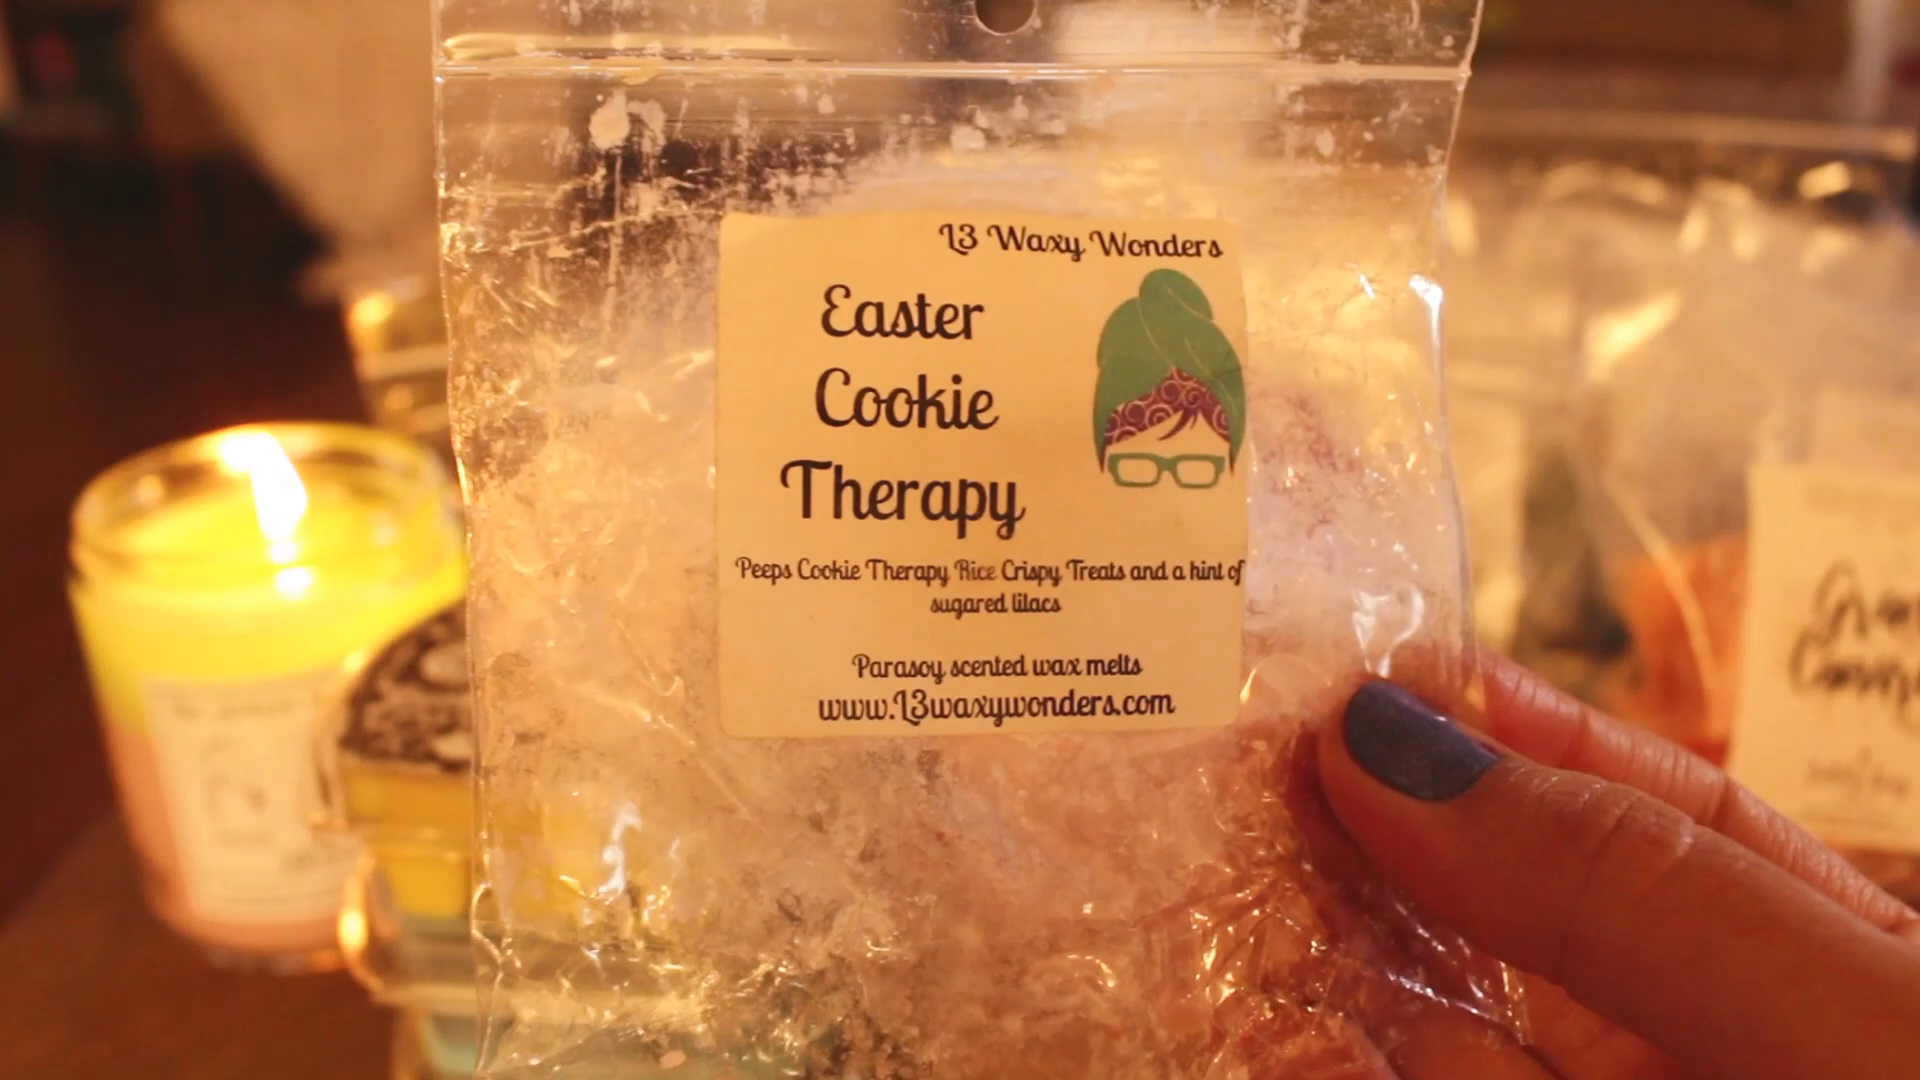 L3 Waxy Wonders
Easter
Cookie
Therapy
Peeps Cookie Therapy Rice Crispy Treats and a hint of
sugared lilacs
Parasoy scented wax melts
www.L3waxywonders.com